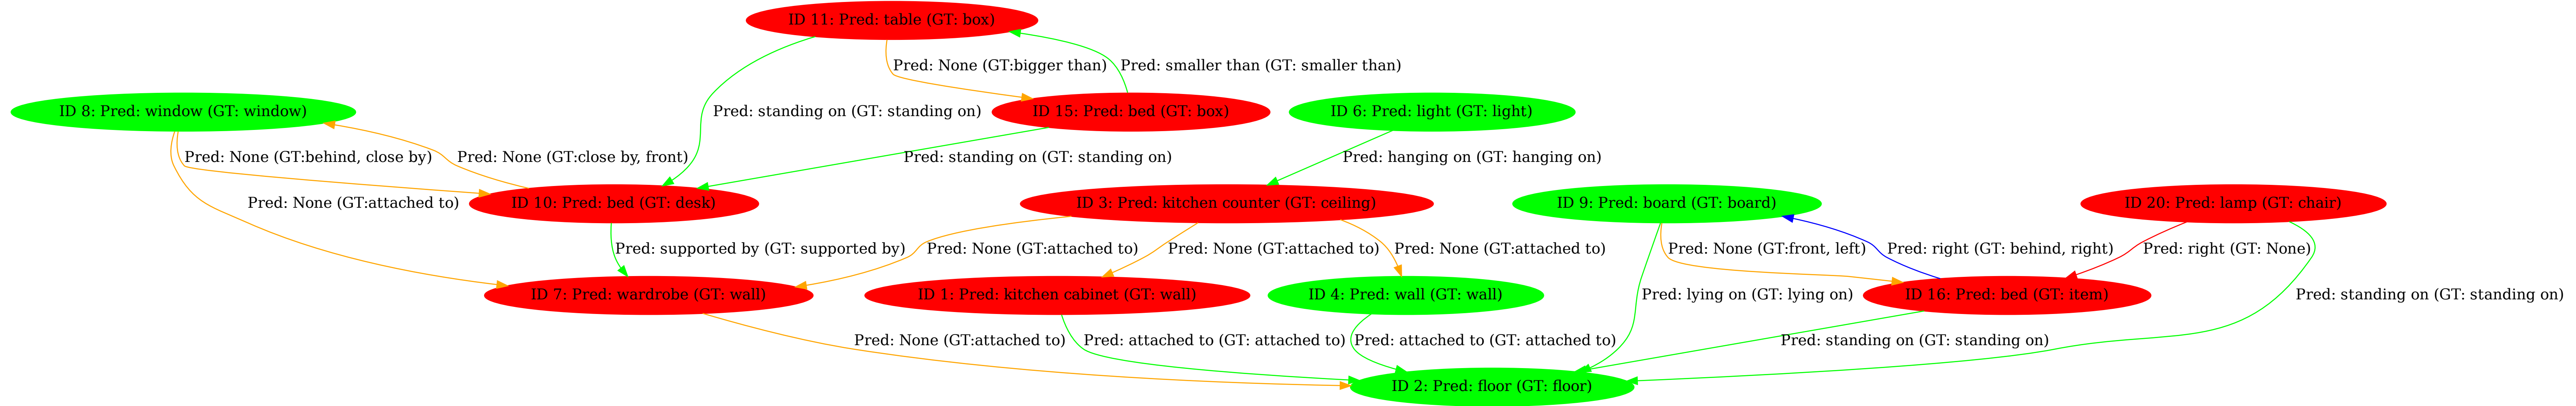 ID 11: Pred: table (GT: box)
Pred: None (GT:bigger than)
Pred: smaller than (GT: smaller than)
ID 8: Pred: window (GT: window)
Pred: standing on (GT: standing on)
ID 15: Pred: bed (GT: box)
ID 6: Pred: light (GT: light)
Pred: None (GT:behind, close by)
Pred: None (GT:close by, front)
Pred: standing on (GT: standing on)
Pred: hanging on (GT: hanging on)
Pred: None (GT:attached to)
ID 10: Pred: bed (GT: desk)
ID 3: Pred: kitchen counter (GT: ceiling)
ID 9: Pred: board (GT: board)
ID 20: Pred: lamp (GT: chair)
Pred: supported by (GT: supported by)
Pred: None (GT:attached to)
Pred: None (GT:attached to)
Pred: None (GT:attached to)
Pred: None (GT:front, left)
Pred: right (GT: behind, right)
Pred: right (GT: None)
ID 7: Pred: wardrobe (GT: wall)
ID 1: Pred: kitchen cabinet (GT: wall)
ID 4: Pred: wall (GT: wall)
Pred: lying on (GT: lying on)
ID 16: Pred: bed (GT: item)
Pred: standing on (GT: standing on)
Pred: None (GT:attached to)
Pred: attached to (GT: attached to)
Pred: attached to (GT: attached to)
Pred: standing on (GT: standing on)
ID 2: Pred: floor (GT: floor)